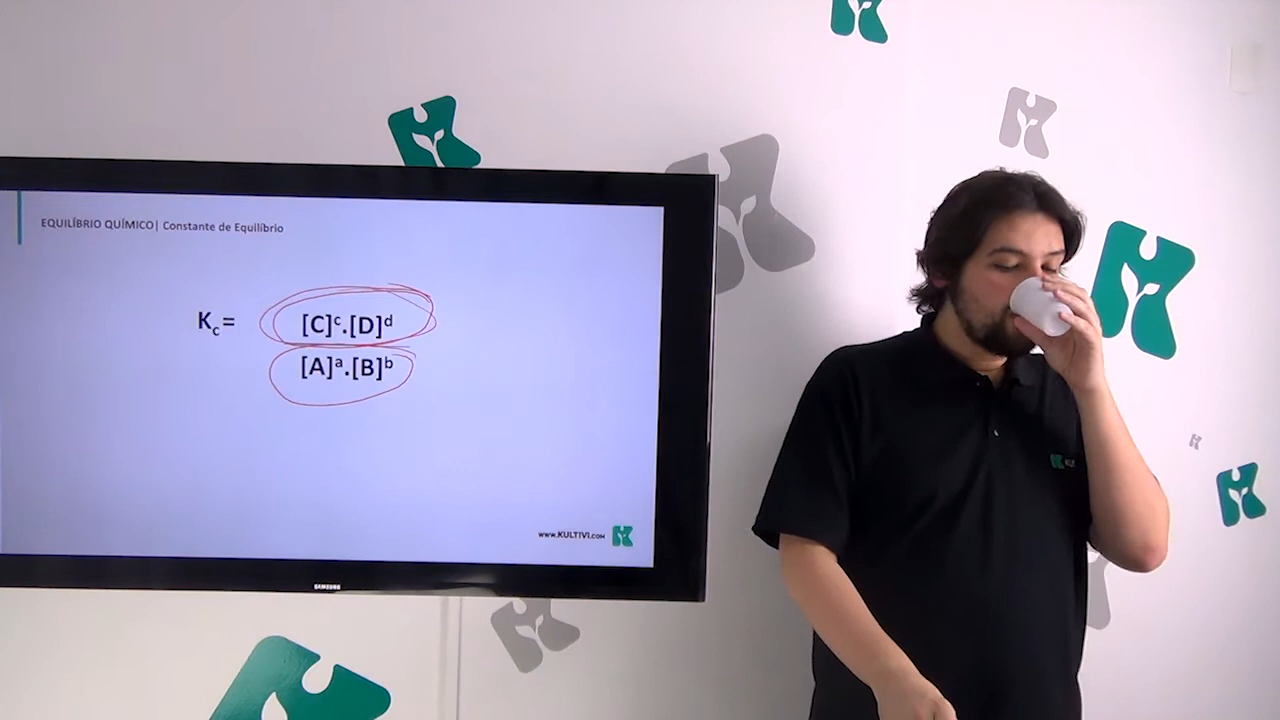 EQUILÍBRIO QUÍMICO| Constante de Equilíbrio
Kc= [C]ᶜ.[D]ᵈ
[A]ᵃ.[B]ᵇ
www.KULTIVI.com
SAMSUNG